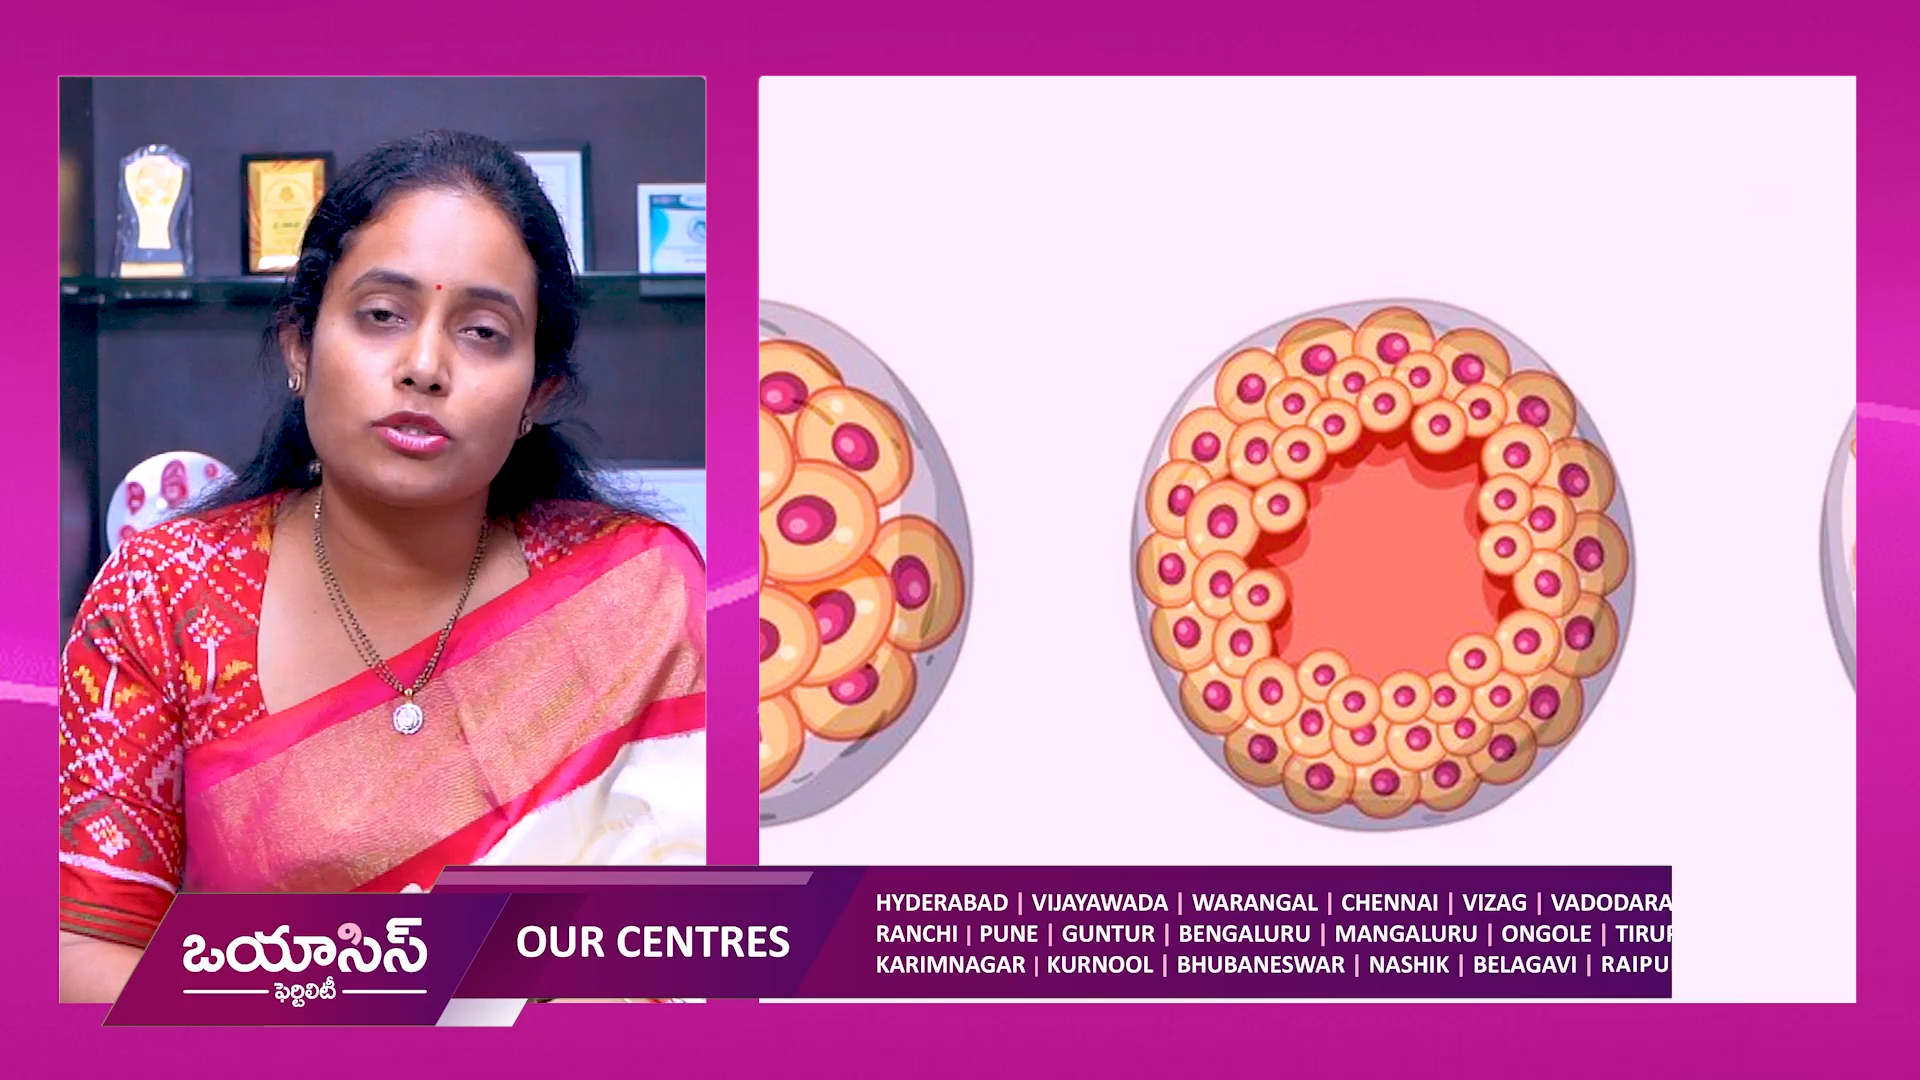 ఒయాసిస్
ఫెర్టిలిటీ
OUR CENTRES
HYDERABAD | VIJAYAWADA | WARANGAL | CHENNAI | VIZAG | VADODARA
RANCHI | PUNE | GUNTUR | BENGALURU | MANGALURU | ONGOLE |
KARIMNAGAR | KURNOOL | BHUBANESWAR | NASHIK | BELAGAVI |